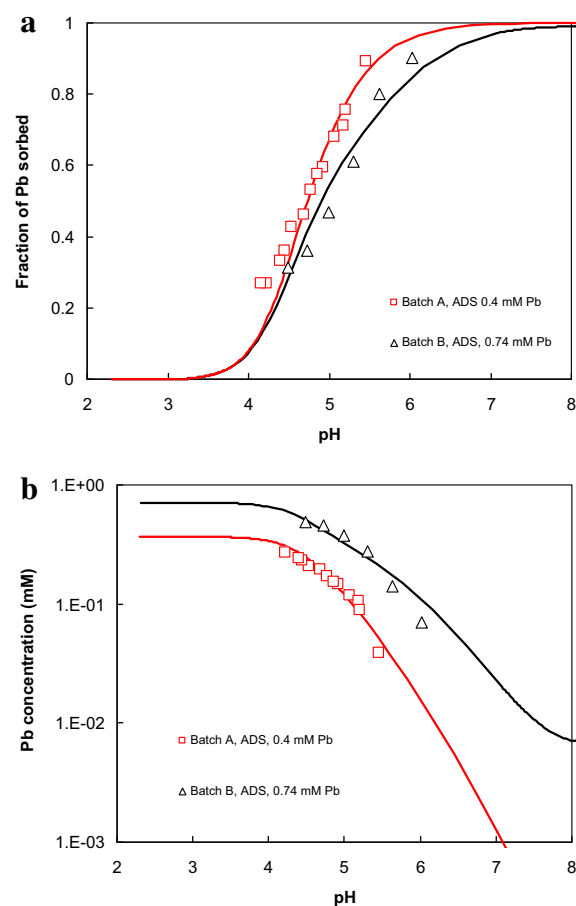 a
1
0.8
0.6
0.4
0.2
0
Fraction of Pb sorbed
Batch A, ADS 0.4 mM Pb
Batch B, ADS, 0.74 mM Pb
2 3 4 5 6 7 8
pH
b
1.E+00
1.E-01
1.E-02
1.E-03
Pb concentration (mM)
Batch A, ADS, 0.4 mM Pb
Batch B, ADS, 0.74 mM Pb
2 3 4 5 6 7 8
pH